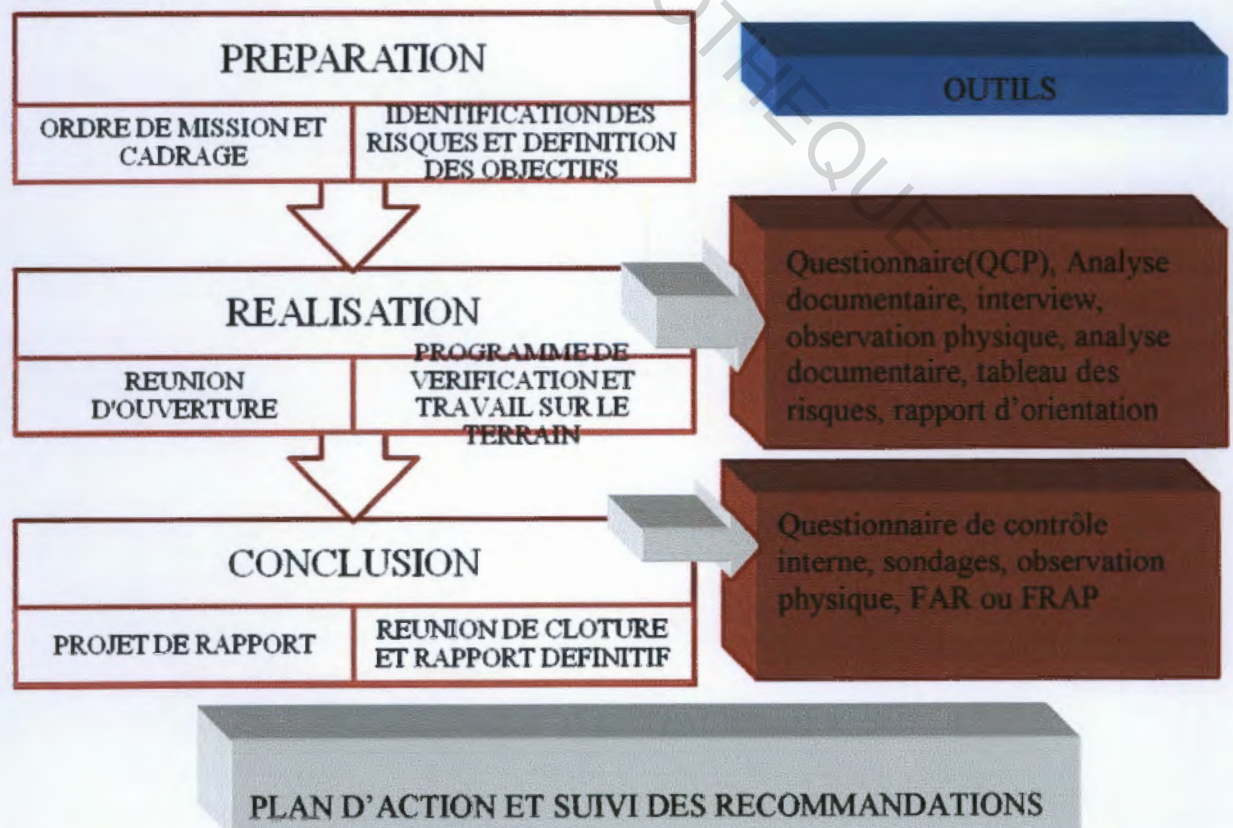 PREPARATION
ORDRE DE MISSION ET
CADRAGE
IDENTIFICATION DES
RISQUES ET DEFINITION
DES OBJECTIFS
OUTILS
REALISATION
REUNION
D'OUVERTURE
PROGRAMME DE
VERIFICATION ET
TRAVAIL SUR LE
TERRAIN
Questionnaire(QCP), Analyse
documentaire, interview,
observation physique, analyse
documentaire, tableau des
risques, rapport d'orientation
CONCLUSION
PROJET DE RAPPORT
REUNION DE CLOTURE
ET RAPPORT DEFINITIF
Questionnaire de contrôle
interne, sondages, observation
physique, FAR ou FRAP
PLAN D'ACTION ET SUIVI DES RECOMMANDATIONS